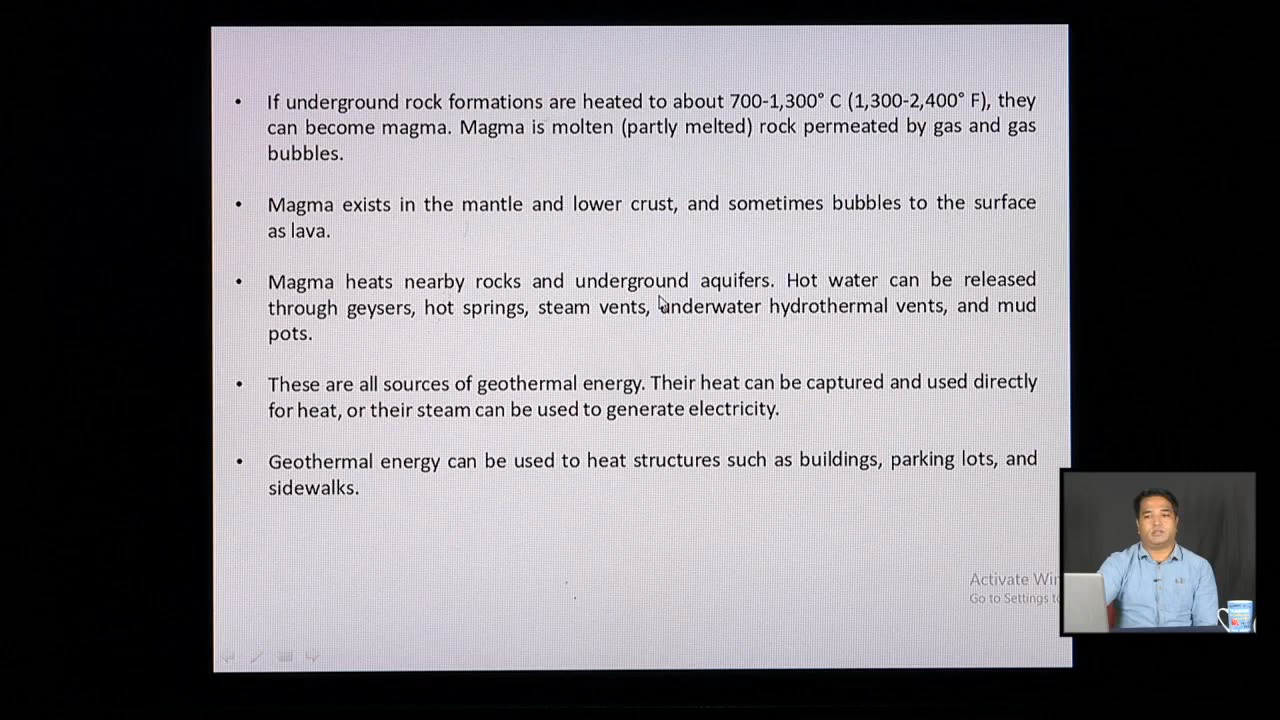 • If underground rock formations are heated to about 700-1,300° C (1,300-2,400° F), they
can become magma. Magma is molten (partly melted) rock permeated by gas and gas
bubbles.
• Magma exists in the mantle and lower crust, and sometimes bubbles to the surface
as lava.
• Magma heats nearby rocks and underground aquifers. Hot water can be released
through geysers, hot springs, steam vents, underwater hydrothermal vents, and mud
pots.
• These are all sources of geothermal energy. Their heat can be captured and used directly
for heat, or their steam can be used to generate electricity.
• Geothermal energy can be used to heat structures such as buildings, parking lots, and
sidewalks.
Activate Win
Go to Settings to